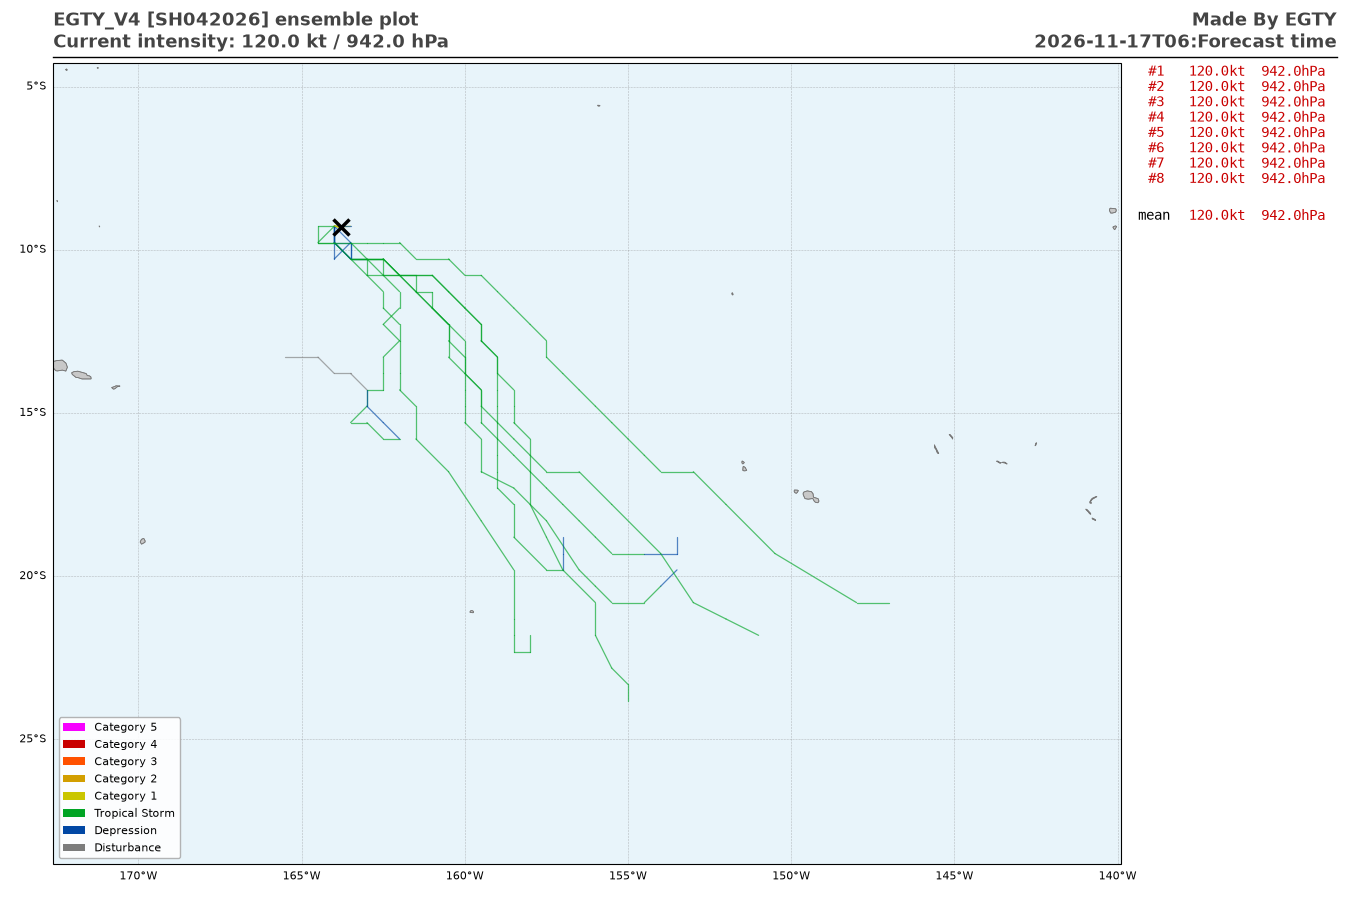 EGTY_V4 [SH042026] ensemble plot
Current intensity: 120.0 kt / 942.0 hPa
Made By EGTY
2026-11-17T06:Forecast time
#1 120.0kt 942.0hPa
#2 120.0kt 942.0hPa
#3 120.0kt 942.0hPa
#4 120.0kt 942.0hPa
#5 120.0kt 942.0hPa
#6 120.0kt 942.0hPa
#7 120.0kt 942.0hPa
#8 120.0kt 942.0hPa
mean 120.0kt 942.0hPa
5°S
10°S
15°S
20°S
25°S
Category 5
Category 4
Category 3
Category 2
Category 1
Tropical Storm
Depression
Disturbance
170°W 165°W 160°W 155°W 150°W 145°W 140°W